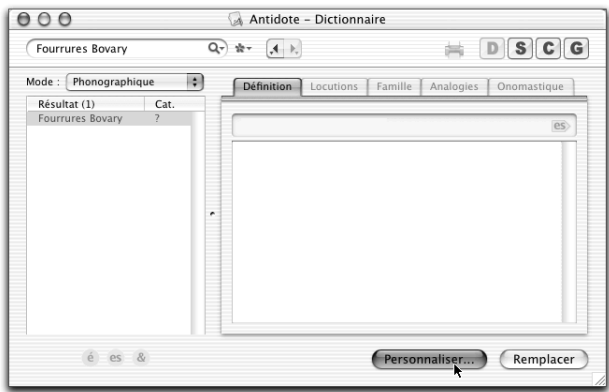 Antidote – Dictionnaire
Fourrures Bovary
D S C G
Mode : Phonographique
Définition Locutions Famille Analogies Onomastique
Résultat (1) Cat.
Fourrures Bovary ?
es
é es &
Personnaliser... Remplacer